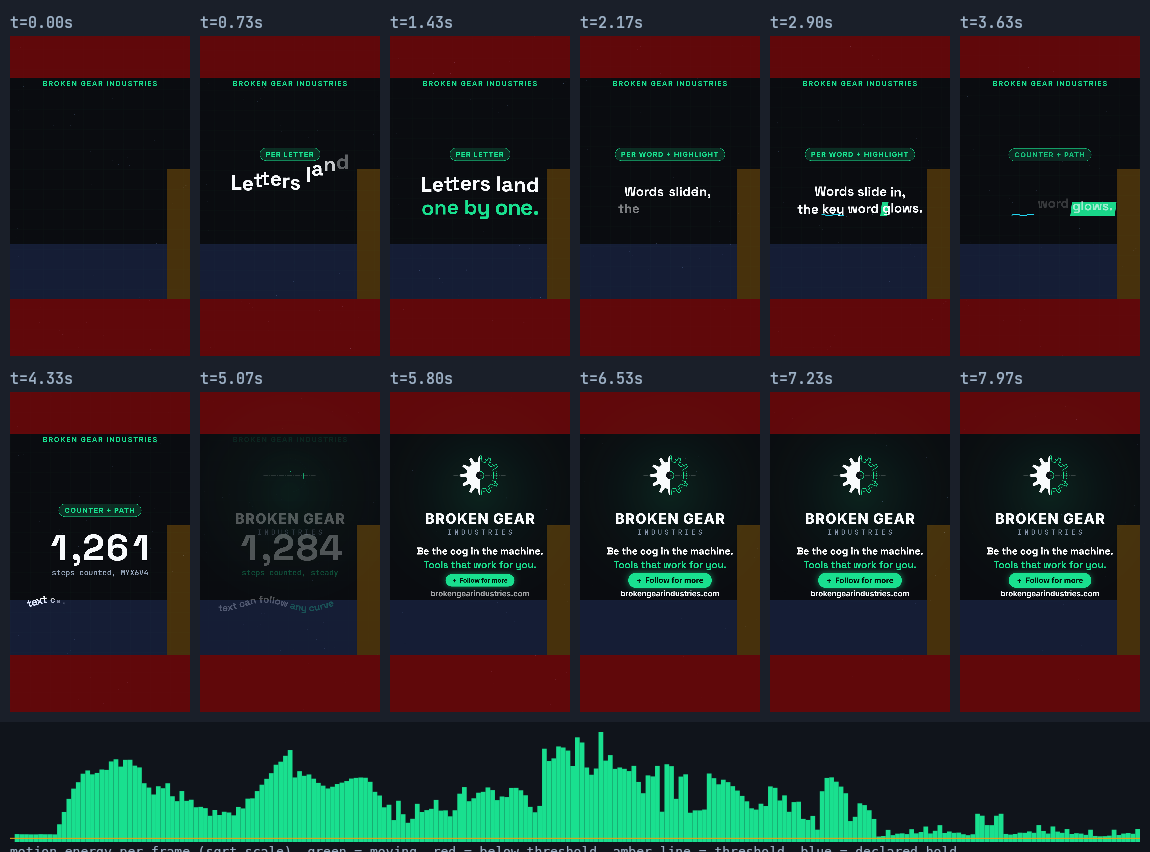 t=0.00s t=0.73s t=1.43s t=2.17s t=2.90s t=3.63s
BROKEN GEAR INDUSTRIES
BROKEN GEAR INDUSTRIES
PER LETTER
Letters land
BROKEN GEAR INDUSTRIES
PER LETTER
Letters land
one by one.
BROKEN GEAR INDUSTRIES
PER WORD + HIGHLIGHT
Words slidein,
the
BROKEN GEAR INDUSTRIES
PER WORD + HIGHLIGHT
Words slide in,
the key word glows.
BROKEN GEAR INDUSTRIES
COUNTER + PATH
word glows.
t=4.33s t=5.07s t=5.80s t=6.53s t=7.23s t=7.97s
BROKEN GEAR INDUSTRIES
COUNTER + PATH
1,261
steps counted, MYX6V4
text c
BROKEN GEAR INDUSTRIES
BROKEN GEAR
INDUSTRIES
1,284
steps counted, steady
text can follow any curve
BROKEN GEAR
INDUSTRIES
Be the cog in the machine.
Tools that work for you.
+ Follow for more
brokengearindustries.com
BROKEN GEAR
INDUSTRIES
Be the cog in the machine.
Tools that work for you.
+ Follow for more
brokengearindustries.com
BROKEN GEAR
INDUSTRIES
Be the cog in the machine.
Tools that work for you.
+ Follow for more
brokengearindustries.com
BROKEN GEAR
INDUSTRIES
Be the cog in the machine.
Tools that work for you.
+ Follow for more
brokengearindustries.com
motion energy per frame (sqrt scale) green = moving red = below threshold amber line = threshold blue = declared hold